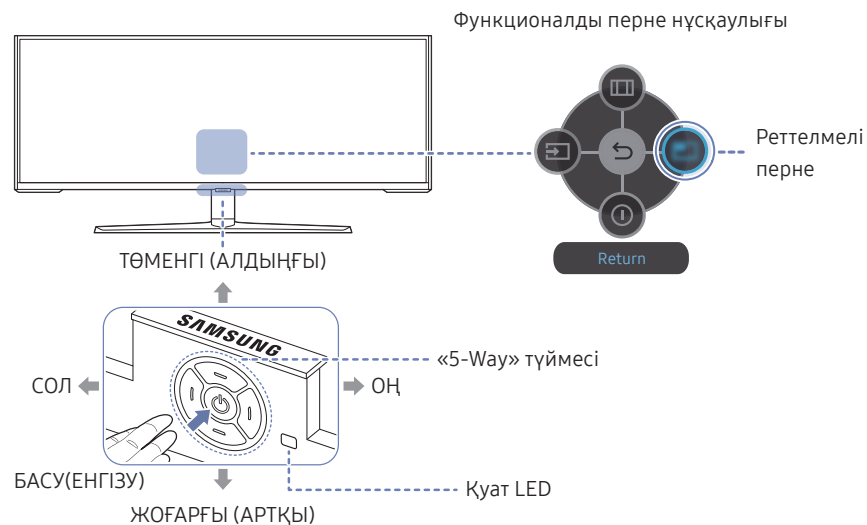 Функционалды перне нұсқаулығы
Реттелмелі
перне
Return
ТӨМЕНГІ (АЛДЫҢҒЫ)
SAMSUNG
«5-Way» түймесі
СОЛ
ОҢ
БАСУ(ЕНГІЗУ)
Қуат LED
ЖОҒАРҒЫ (АРТҚЫ)